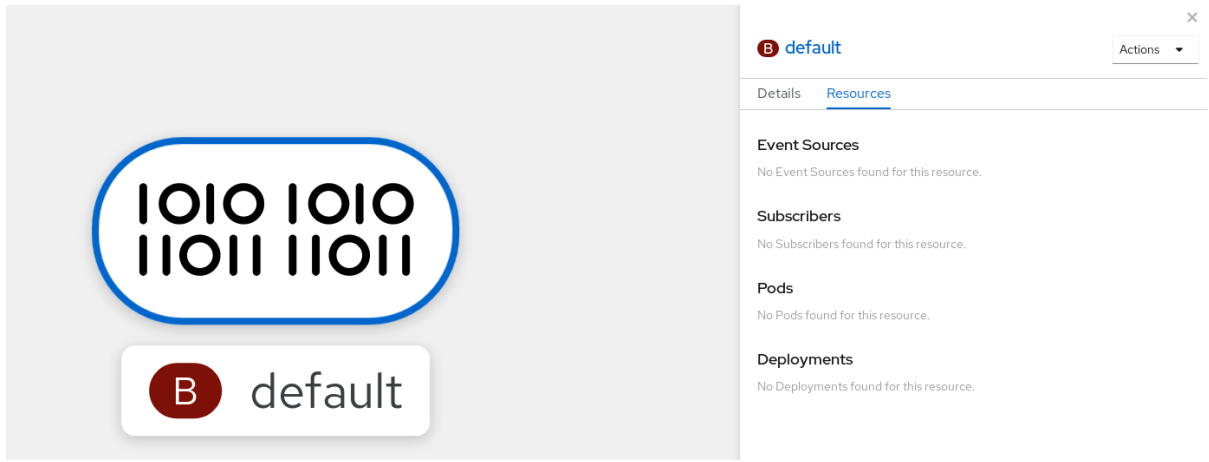 1010 1010
11011 11011
B default
B default
Actions
Details Resources
Event Sources
No Event Sources found for this resource.
Subscribers
No Subscribers found for this resource.
Pods
No Pods found for this resource.
Deployments
No Deployments found for this resource.